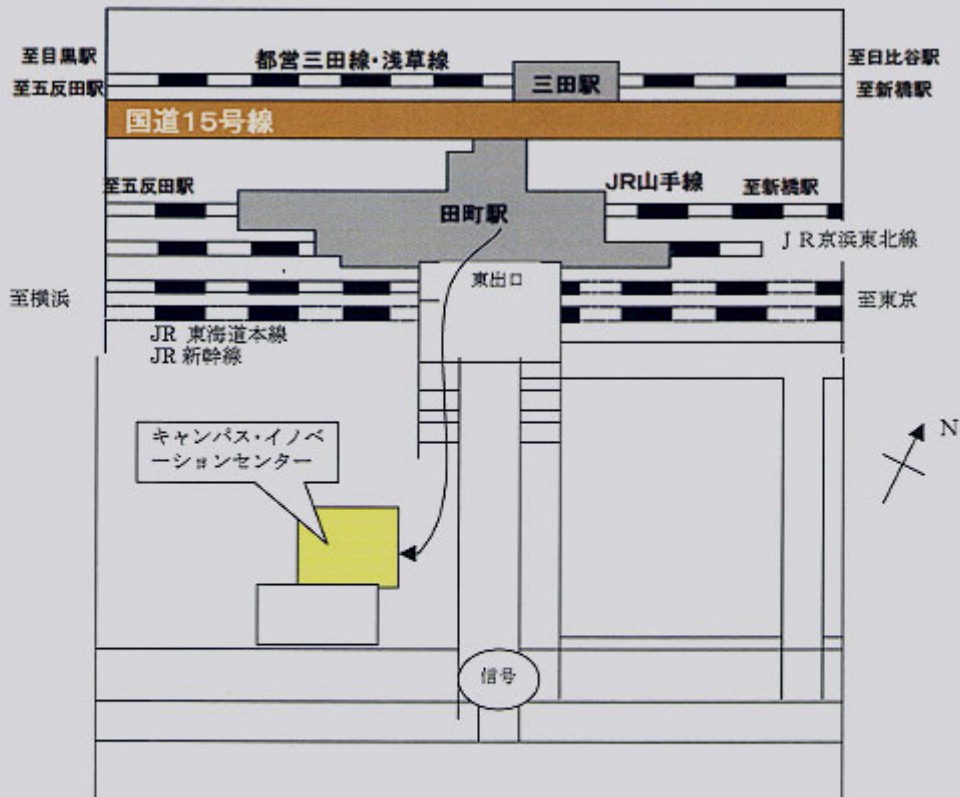 至目黒駅
都営三田線・浅草線
至日比谷駅
至五反田駅
三田駅
至新橋駅
国道15号線
至五反田駅
JR山手線
至新橋駅
田町駅
JR京浜東北線
東出口
至横浜
至東京
JR 東海道本線
JR 新幹線
キャンパス・イノベ
ーションセンター
N
信号